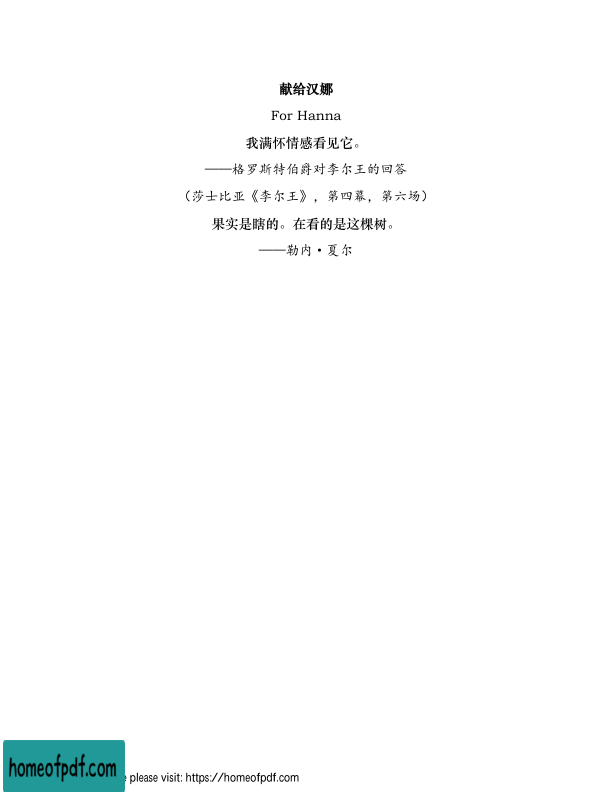 献给汉娜
For Hanna
我满怀情感看见它。
——格罗斯特伯爵对李尔王的回答
（莎士比亚《李尔王》，第四幕，第六场）
果实是瞎的。在看的是这棵树。
——勒内·夏尔
homeofpdf.com
please visit: https://homeofpdf.com